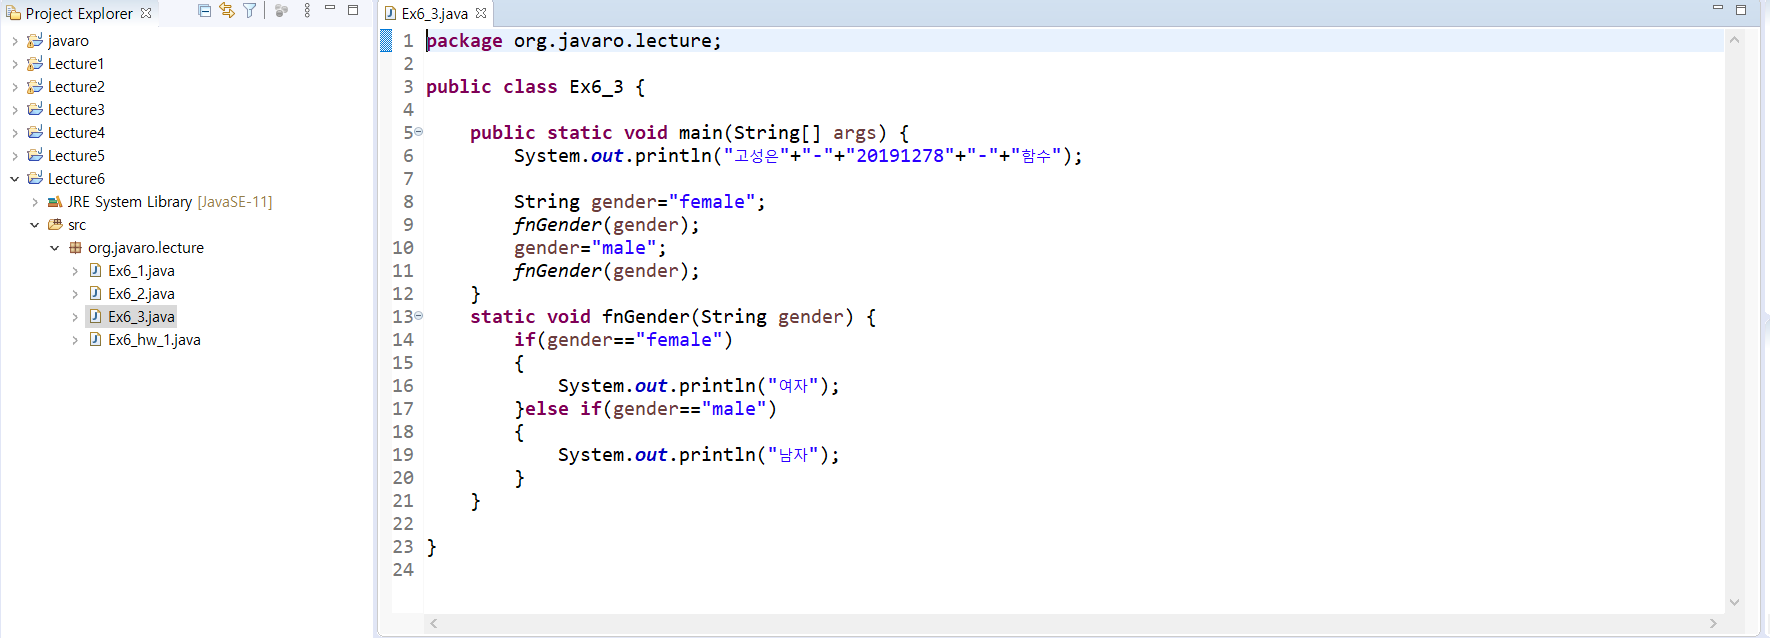 Project Explorer
javaro
Lecture1
Lecture2
Lecture3
Lecture4
Lecture5
Lecture6
JRE System Library [JavaSE-11]
src
org.javaro.lecture
Ex6_1.java
Ex6_2.java
Ex6_3.java
Ex6_hw_1.java
Ex6_3.java
1 package org.javaro.lecture;
2
3 public class Ex6_3 {
4
5     public static void main(String[] args) {
6         System.out.println("고성은"+"-"+"20191278"+"-"+"함수");
7
8         String gender="female";
9         fnGender(gender);
10         gender="male";
11         fnGender(gender);
12     }
13     static void fnGender(String gender) {
14         if(gender=="female")
15         {
16             System.out.println("여자");
17         }else if(gender=="male")
18         {
19             System.out.println("남자");
20         }
21     }
22
23 }
24